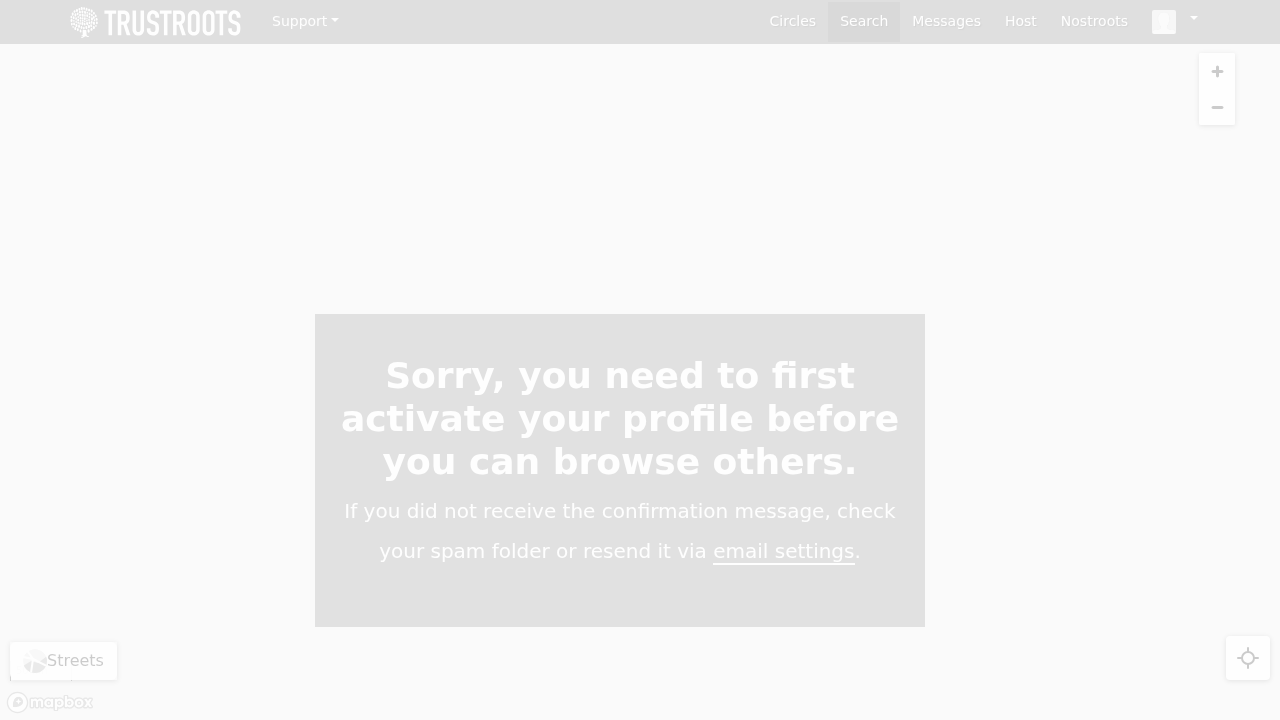 TRUSTROOTS Support Circles Search Messages Host Nostroots
Sorry, you need to first
activate your profile before
you can browse others.
If you did not receive the confirmation message, check
your spam folder or resend it via email settings.
Streets
mapbox